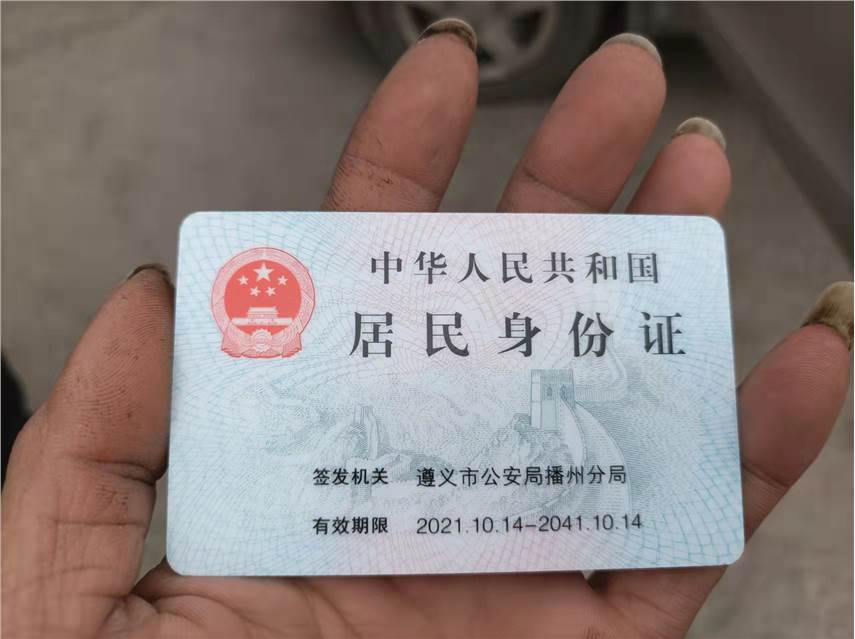 中华人民共和国
居民身份证
签发机关 遵义市公安局播州分局
有效期限 2021.10.14-2041.10.14